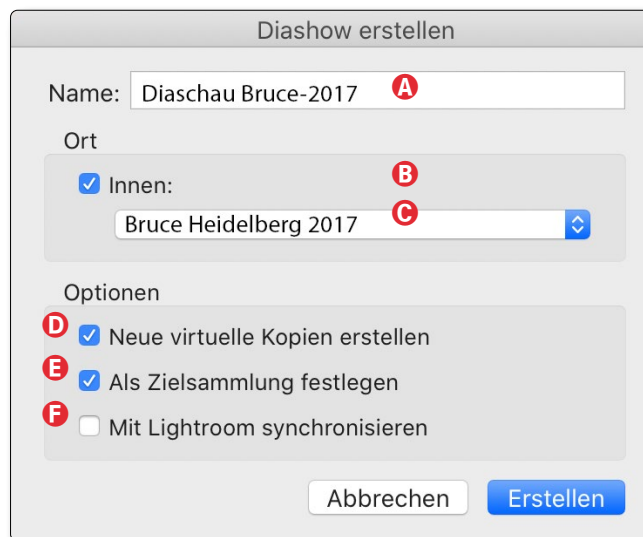 Diashow erstellen
Name: Diaschau Bruce-2017 A
Ort
Innen: B
Bruce Heidelberg 2017 C
Optionen
D Neue virtuelle Kopien erstellen
E Als Zielsammlung festlegen
F Mit Lightroom synchronisieren
Abbrechen Erstellen